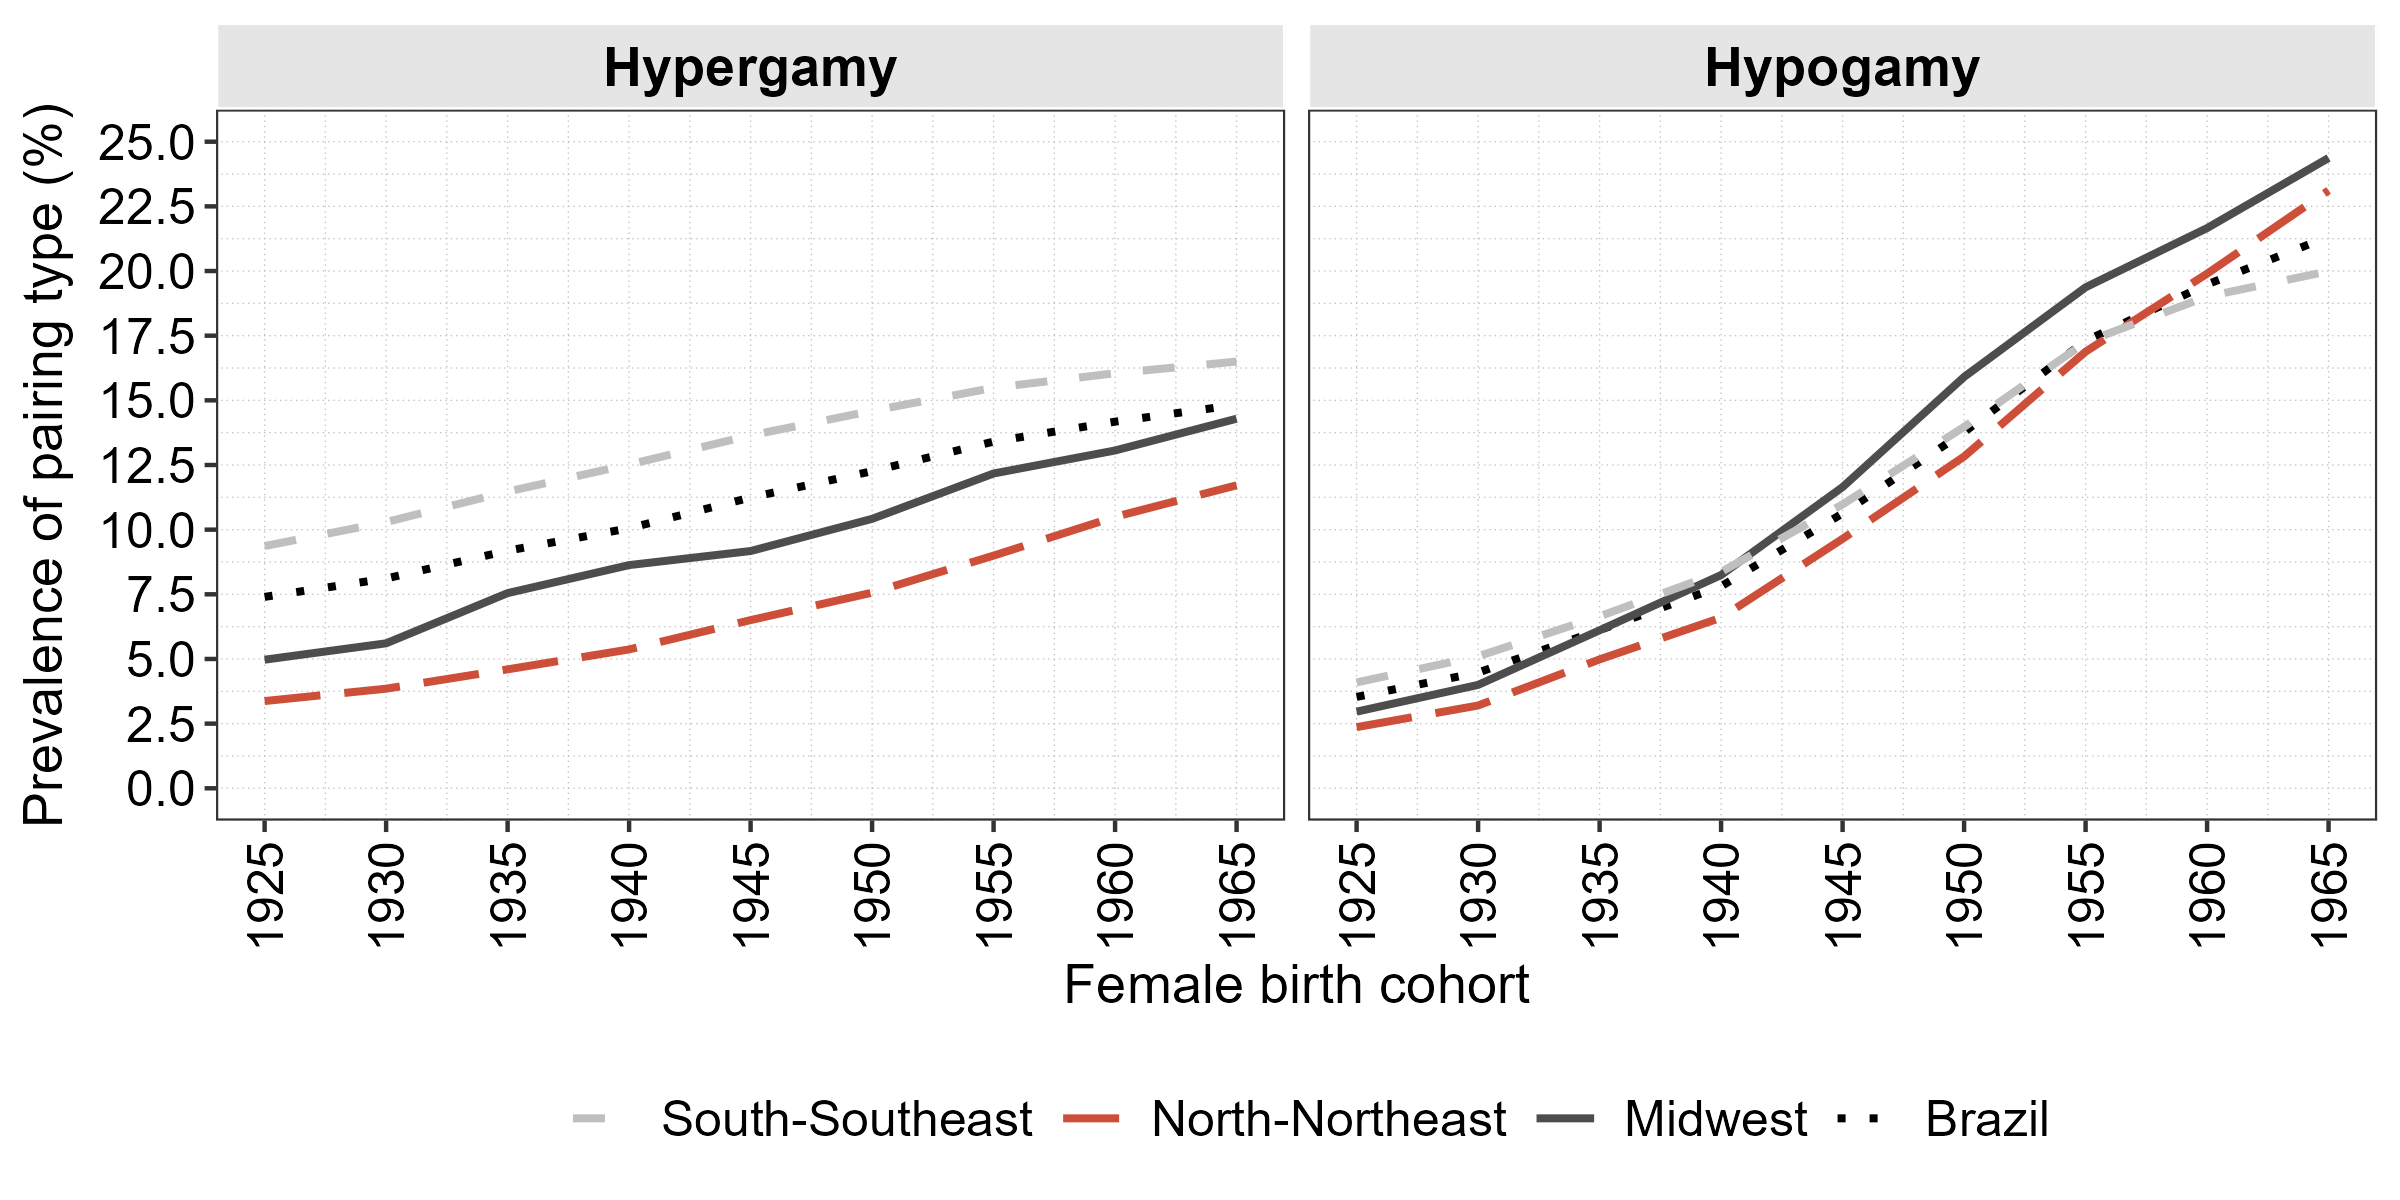 Hypergamy Hypogamy
Prevalence of pairing type (%)
25.0
22.5
20.0
17.5
15.0
12.5
10.0
7.5
5.0
2.5
0.0
1925 1930 1935 1940 1945 1950 1955 1960 1965 1925 1930 1935 1940 1945 1950 1955 1960 1965
Female birth cohort
South-Southeast North-Northeast Midwest Brazil